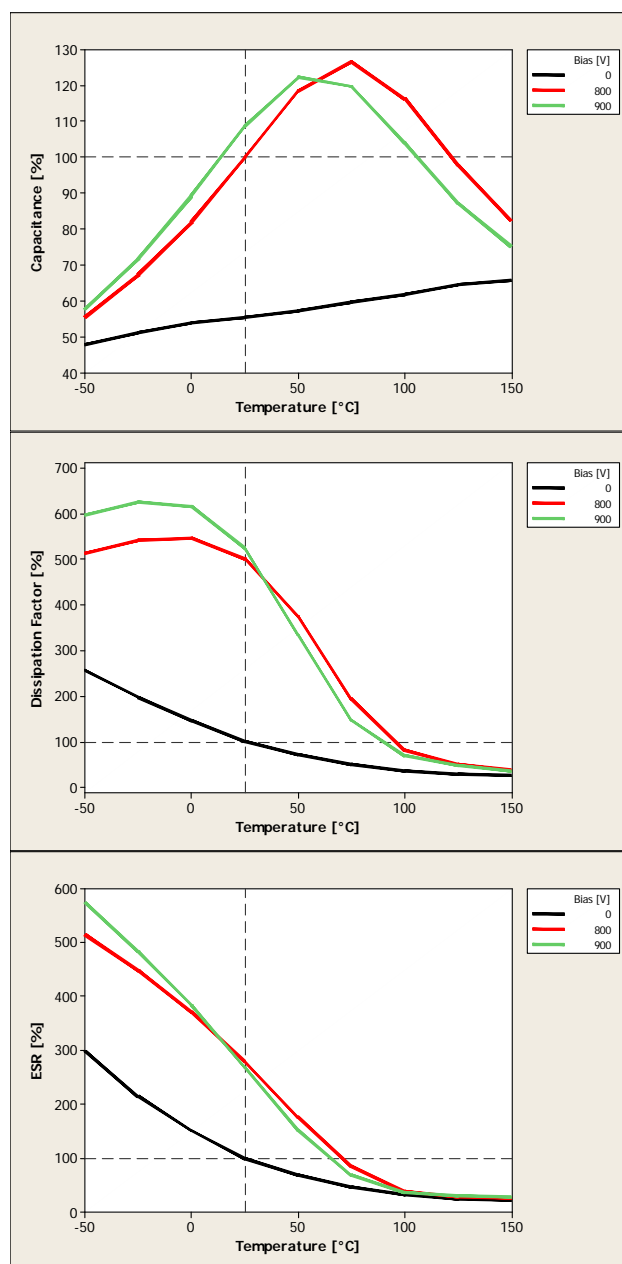 130
120
110
100
90
80
70
60
50
40
Capacitance [%]
-50 0 50 100 150
Temperature [°C]
Bias [V]
0
800
900
700
600
500
400
300
200
100
0
Dissipation Factor [%]
-50 0 50 100 150
Temperature [°C]
Bias [V]
0
800
900
600
500
400
300
200
100
0
ESR [%]
-50 0 50 100 150
Temperature [°C]
Bias [V]
0
800
900